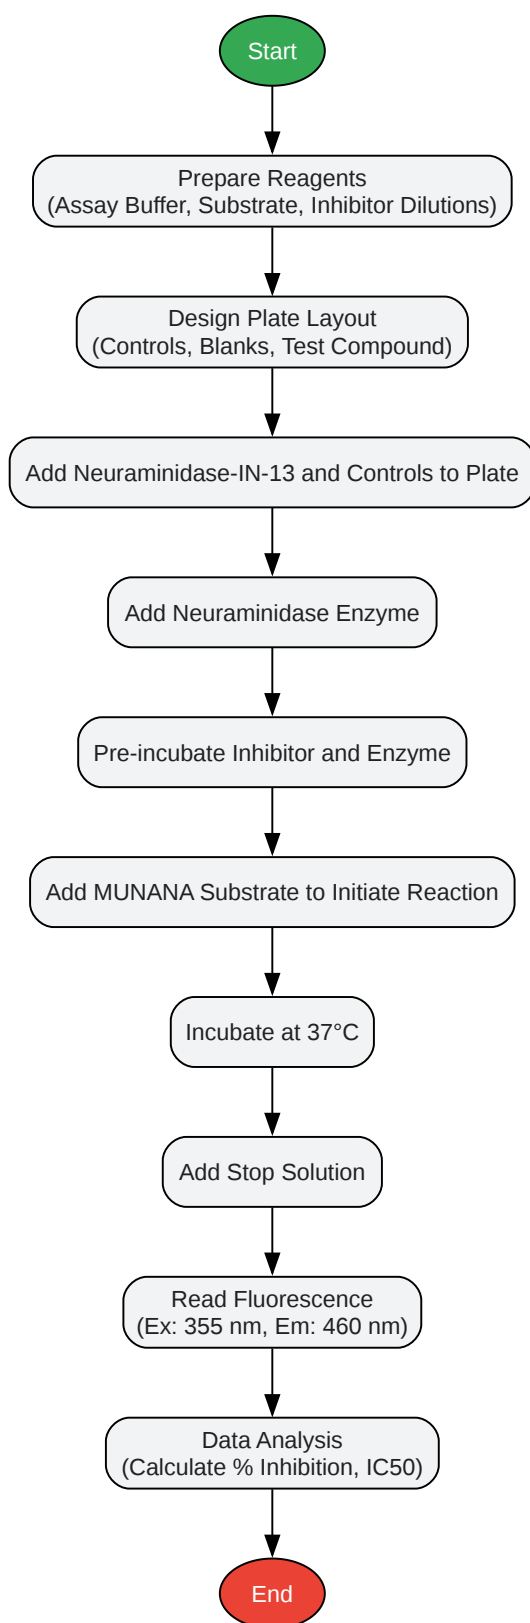 Start
Prepare Reagents
(Assay Buffer, Substrate, Inhibitor Dilutions)
Design Plate Layout
(Controls, Blanks, Test Compound)
Add Neuraminidase-IN-13 and Controls to Plate
Add Neuraminidase Enzyme
Pre-incubate Inhibitor and Enzyme
Add MUNANA Substrate to Initiate Reaction
Incubate at 37°C
Add Stop Solution
Read Fluorescence
(Ex: 355 nm, Em: 460 nm)
Data Analysis
(Calculate % Inhibition, IC50)
End